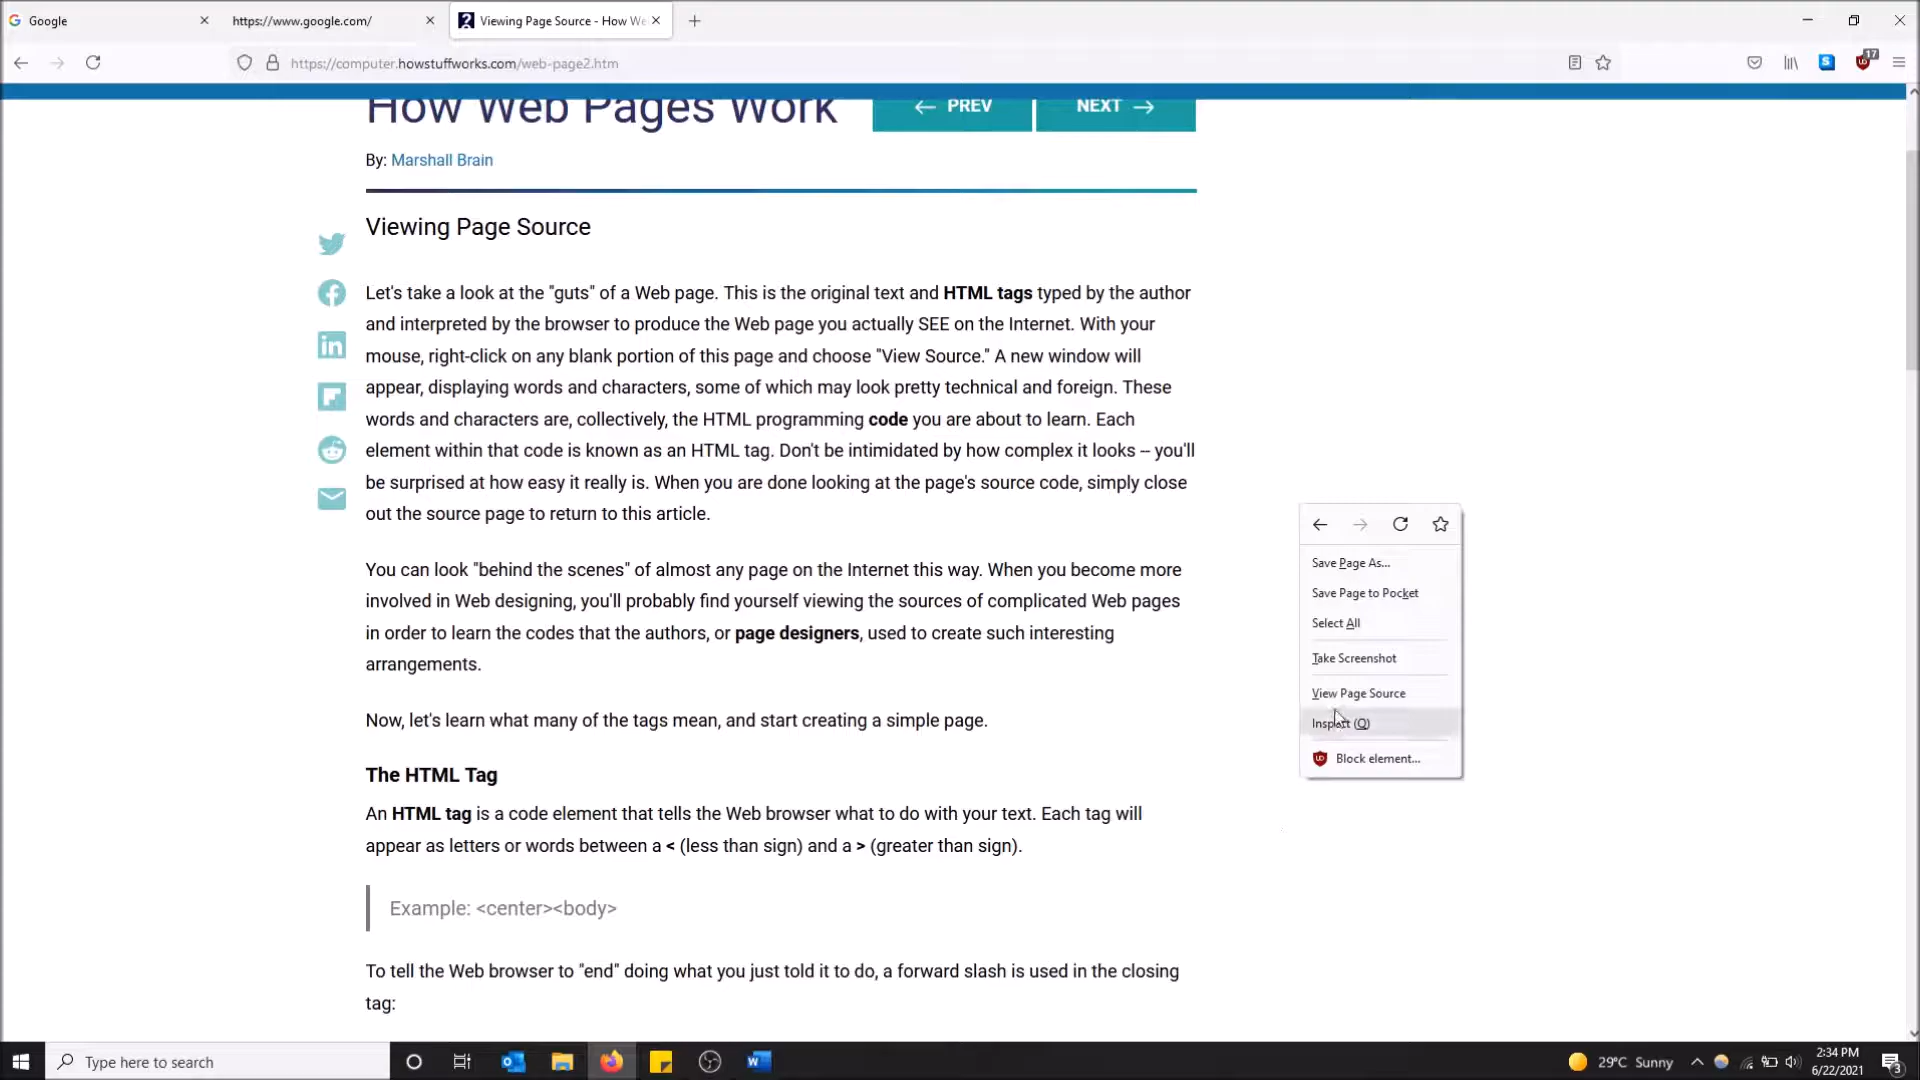 Google
https://www.google.com/
Viewing Page Source - How We
https://computer.howstuffworks.com/web-page2.htm
17
How Web Pages Work
PREV
NEXT
By: Marshall Brain
Viewing Page Source
Let's take a look at the "guts" of a Web page. This is the original text and HTML tags typed by the author
and interpreted by the browser to produce the Web page you actually SEE on the Internet. With your
mouse, right-click on any blank portion of this page and choose "View Source." A new window will
appear, displaying words and characters, some of which may look pretty technical and foreign. These
words and characters are, collectively, the HTML programming code you are about to learn. Each
element within that code is known as an HTML tag. Don't be intimidated by how complex it looks -- you'll
be surprised at how easy it really is. When you are done looking at the page's source code, simply close
out the source page to return to this article.
You can look "behind the scenes" of almost any page on the Internet this way. When you become more
involved in Web designing, you'll probably find yourself viewing the sources of complicated Web pages
in order to learn the codes that the authors, or page designers, used to create such interesting
arrangements.
Now, let's learn what many of the tags mean, and start creating a simple page.
The HTML Tag
An HTML tag is a code element that tells the Web browser what to do with your text. Each tag will
appear as letters or words between a < (less than sign) and a > (greater than sign).
Example: <center><body>
To tell the Web browser to "end" doing what you just told it to do, a forward slash is used in the closing
tag:
Save Page As...
Save Page to Pocket
Select All
Take Screenshot
View Page Source
Inspect (Q)
Block element...
Type here to search
29°C Sunny
2:34 PM
6/22/2021
3